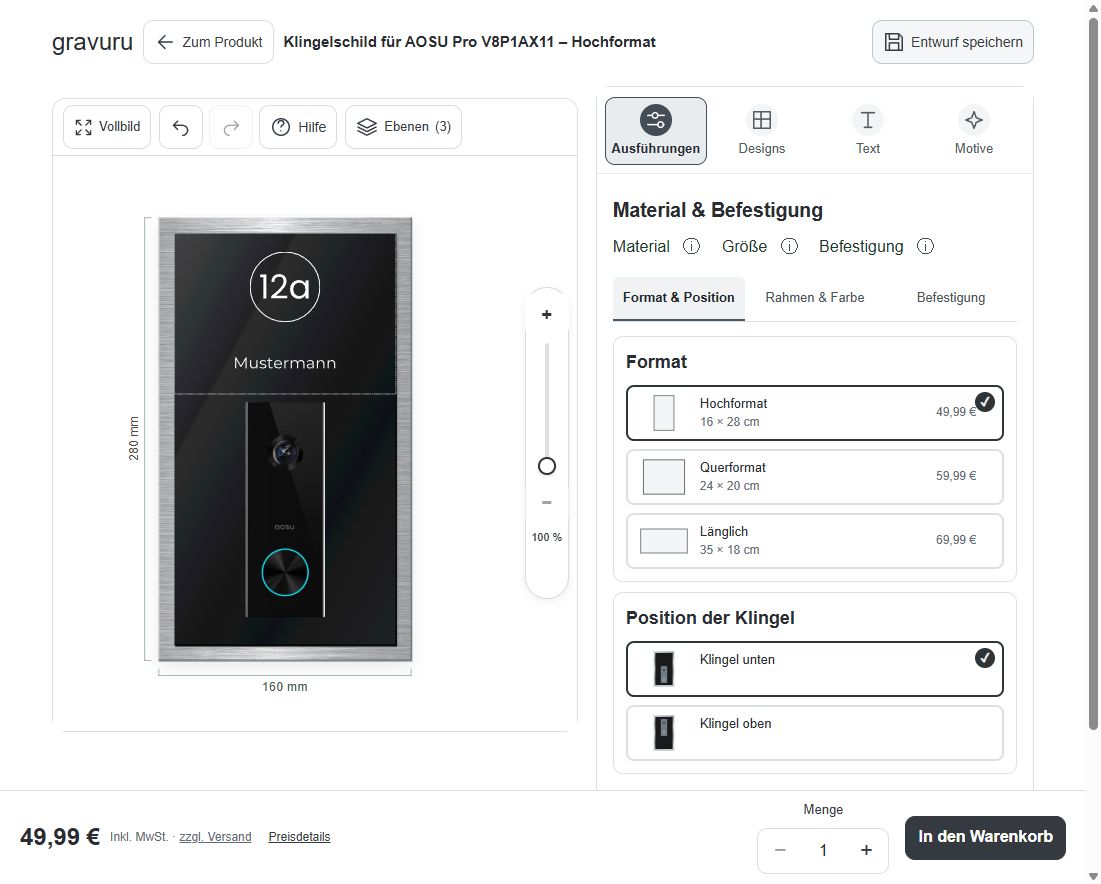 gravuru
Zum Produkt
Klingelschild für AOSU Pro V8P1AX11 – Hochformat
Entwurf speichern
Vollbild
Hilfe
Ebenen (3)
Ausführungen
Designs
Text
Motive
12a
Mustermann
aosu
280 mm
160 mm
+
−
100 %
Material & Befestigung
Material
Größe
Befestigung
Format & Position
Rahmen & Farbe
Befestigung
Format
Hochformat
16 × 28 cm
49,99 €
Querformat
24 × 20 cm
59,99 €
Länglich
35 × 18 cm
69,99 €
Position der Klingel
Klingel unten
Klingel oben
49,99 €
Inkl. MwSt. · zzgl. Versand
Preisdetails
Menge
− 1 +
In den Warenkorb